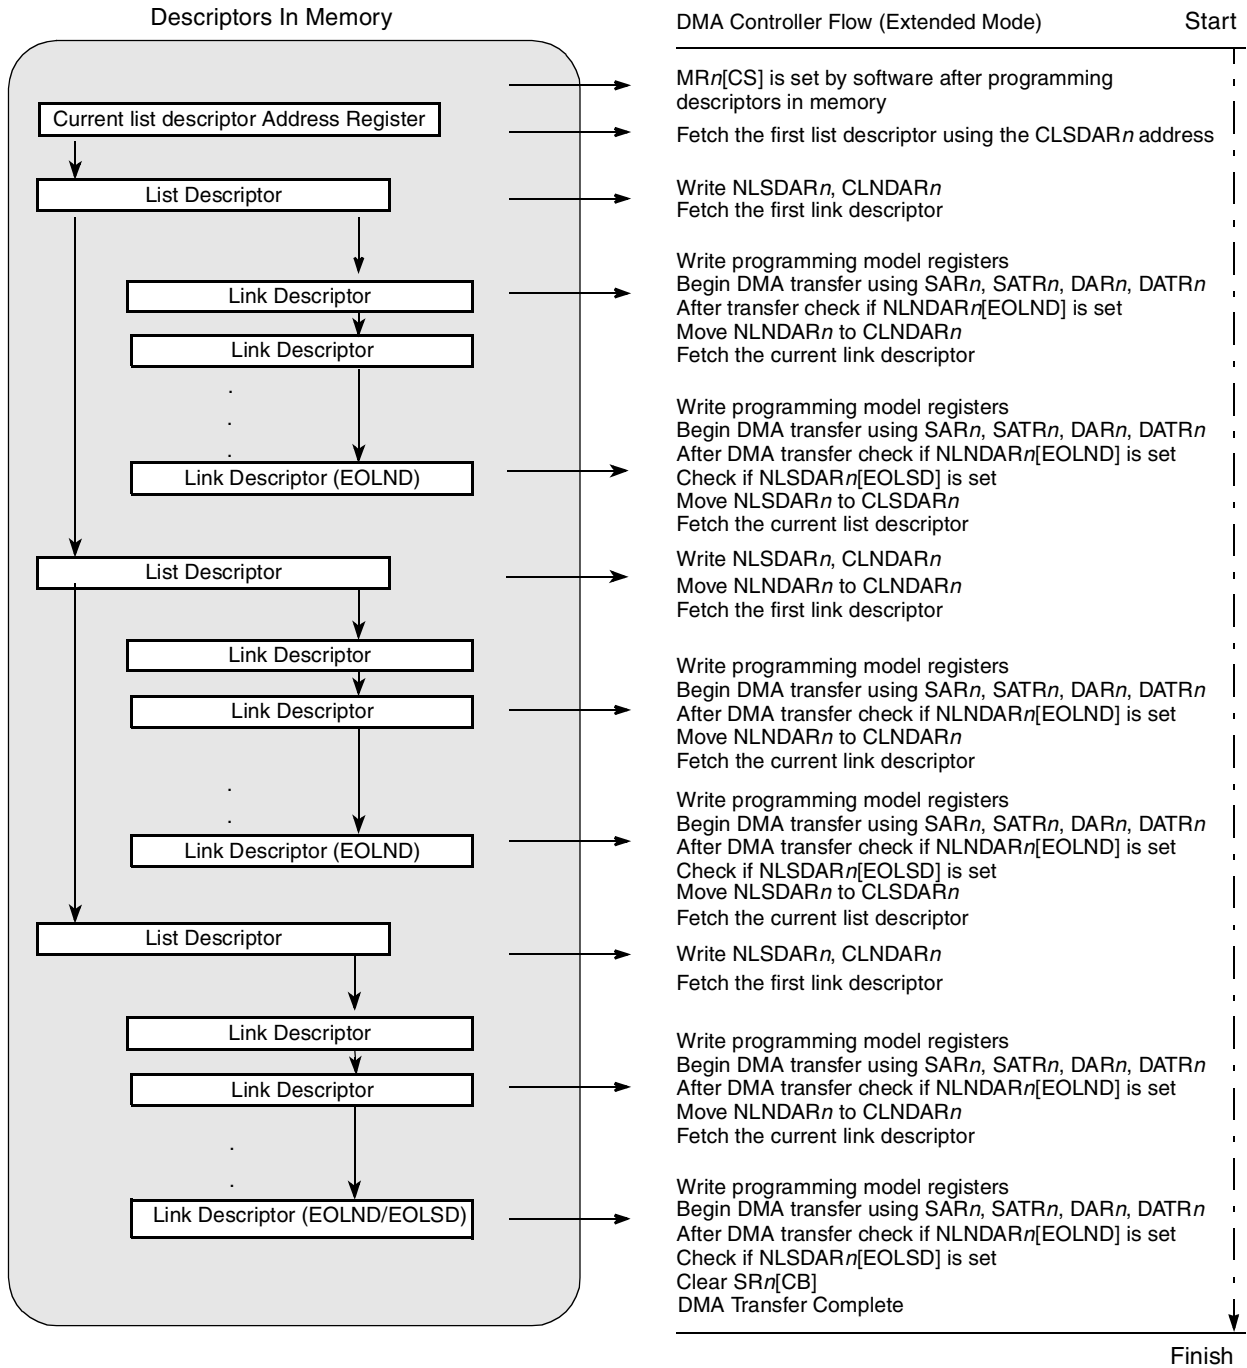 Descriptors In Memory
DMA Controller Flow (Extended Mode)
Start
MRn[CS] is set by software after programming
descriptors in memory
Current list descriptor Address Register
Fetch the first list descriptor using the CLSDARn address
List Descriptor
Write NLSDARn, CLNDARn
Fetch the first link descriptor
Write programming model registers
Begin DMA transfer using SARn, SATRn, DARn, DATRn
Link Descriptor
After transfer check if NLNDARn[EOLND] is set
Move NLNDARn to CLNDARn
Link Descriptor
Fetch the current link descriptor
.
.
.
Write programming model registers
Begin DMA transfer using SARn, SATRn, DARn, DATRn
After DMA transfer check if NLNDARn[EOLND] is set
Link Descriptor (EOLND)
Check if NLSDARn[EOLSD] is set
Move NLSDARn to CLSDARn
Fetch the current list descriptor
List Descriptor
Write NLSDARn, CLNDARn
Move NLNDARn to CLNDARn
Fetch the first link descriptor
Link Descriptor
Write programming model registers
Begin DMA transfer using SARn, SATRn, DARn, DATRn
Link Descriptor
After DMA transfer check if NLNDARn[EOLND] is set
Move NLNDARn to CLNDARn
Fetch the current link descriptor
.
.
Write programming model registers
Begin DMA transfer using SARn, SATRn, DARn, DATRn
After DMA transfer check if NLNDARn[EOLND] is set
Link Descriptor (EOLND)
Check if NLSDARn[EOLSD] is set
Move NLSDARn to CLSDARn
Fetch the current list descriptor
List Descriptor
Write NLSDARn, CLNDARn
Fetch the first link descriptor
Link Descriptor
Write programming model registers
Begin DMA transfer using SARn, SATRn, DARn, DATRn
Link Descriptor
After DMA transfer check if NLNDARn[EOLND] is set
Move NLNDARn to CLNDARn
Fetch the current link descriptor
.
.
Write programming model registers
Begin DMA transfer using SARn, SATRn, DARn, DATRn
Link Descriptor (EOLND/EOLSD)
After DMA transfer check if NLNDARn[EOLND] is set
Check if NLSDARn[EOLSD] is set
Clear SRn[CB]
DMA Transfer Complete
Finish